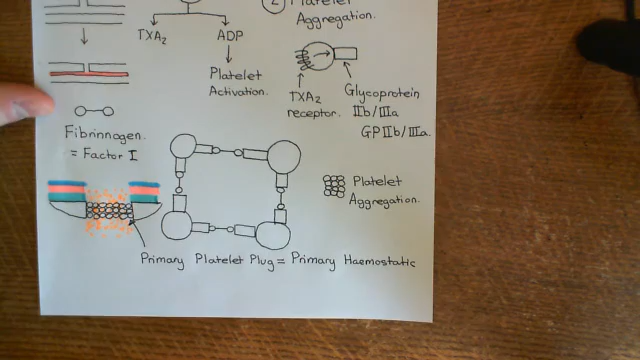 ② Platelet
Aggregation.
TXA₂
ADP
Platelet
Activation.
TXA₂
receptor.
Glycoprotein
IIb/IIIa
GPIIb/IIIa.
Fibrinnogen.
= Factor I
Platelet
Aggregation.
Primary Platelet Plug = Primary Haemostatic